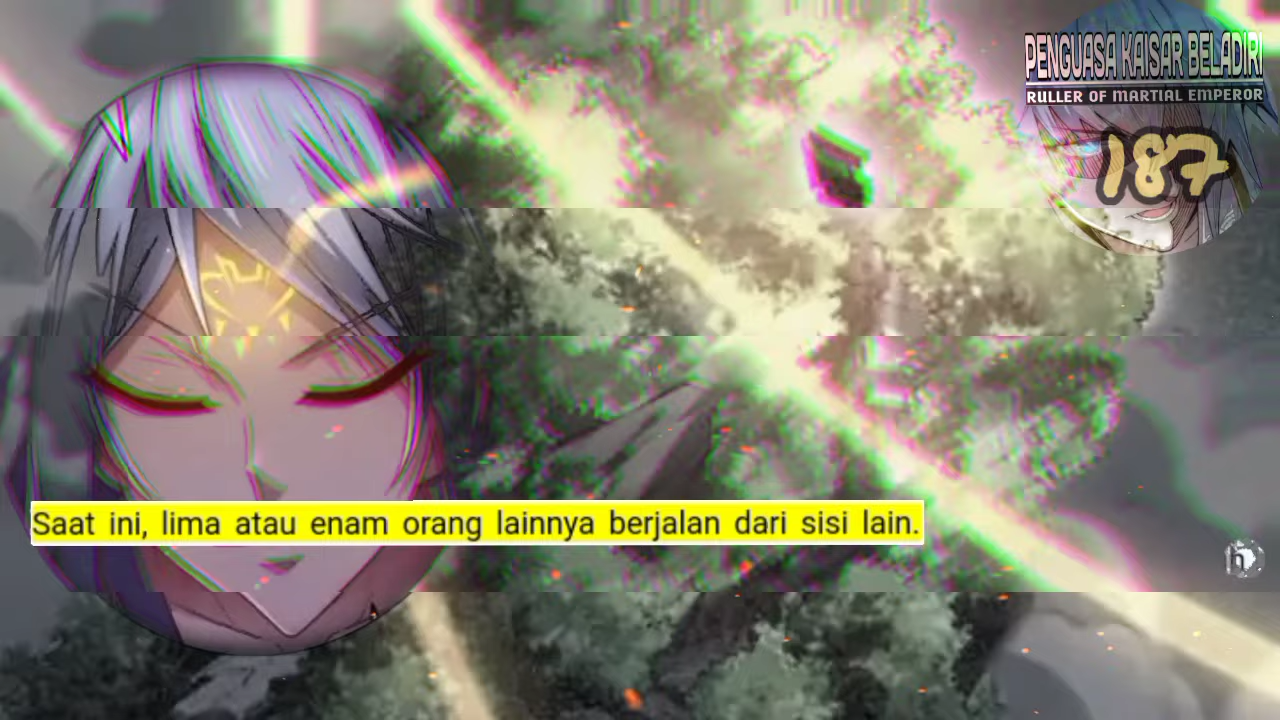 PENGUASA KAISAR BELADIRI
RULLER OF MARTIAL EMPEROR
187
Saat ini, lima atau enam orang lainnya berjalan dari sisi lain.
h